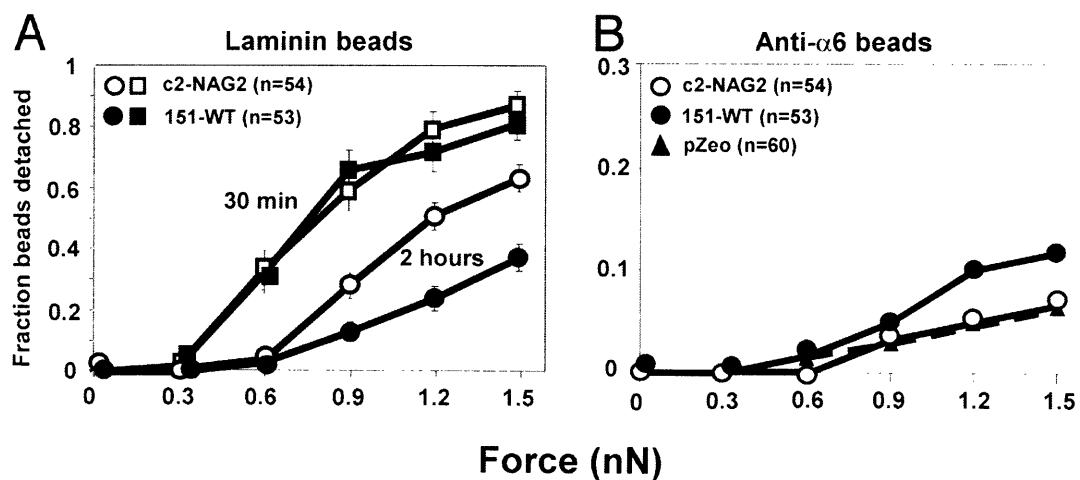 A
Laminin beads
Fraction beads detached
1
0.8
0.6
0.4
0.2
0
c2-NAG2 (n=54)
151-WT (n=53)
30 min
2 hours
0 0.3 0.6 0.9 1.2 1.5
B
Anti-α6 beads
0.3
0.2
0.1
0
c2-NAG2 (n=54)
151-WT (n=53)
pZeo (n=60)
0 0.3 0.6 0.9 1.2 1.5
Force (nN)